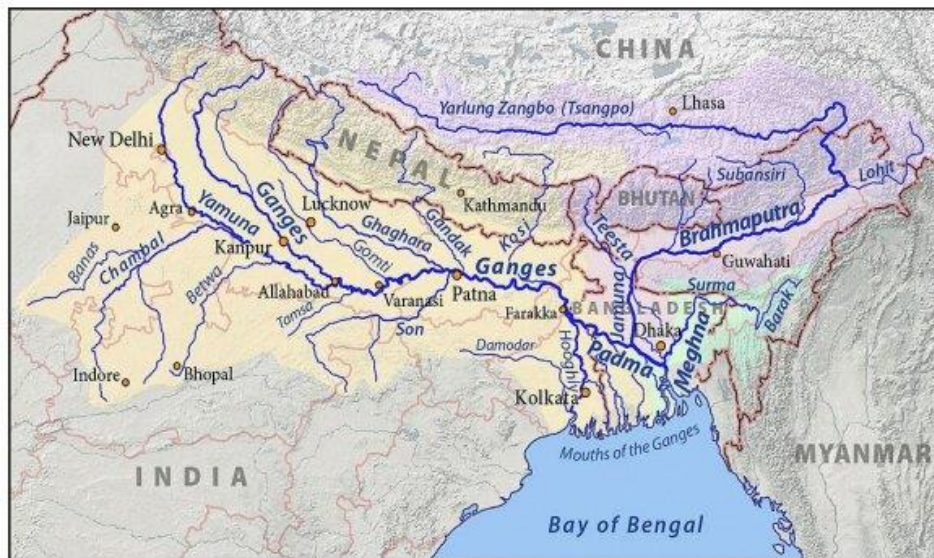 CHINA
Yarlung Zangbo (Tsangpo)
Lhasa
New Delhi
NEPAL
Subansiri
Lohit
BHUTAN
Kathmandu
Lucknow
Ganges
Yamuna
Agra
Jaipur
Banas
Chambal
Kanpur
Ghaghara
Gandak
Kosi
Teesta
Brahmaputra
Guwahati
Gomti
Betwa
Allahabad
Varanasi
Patna
Ganges
Jamuna
Surma
BANGLADESH
Barak
Tamsa
Son
Farakka
Dhaka
Meghna
Padma
Damodar
Hooghly
Indore
Bhopal
Kolkata
Mouths of the Ganges
INDIA
MYANMAR
Bay of Bengal